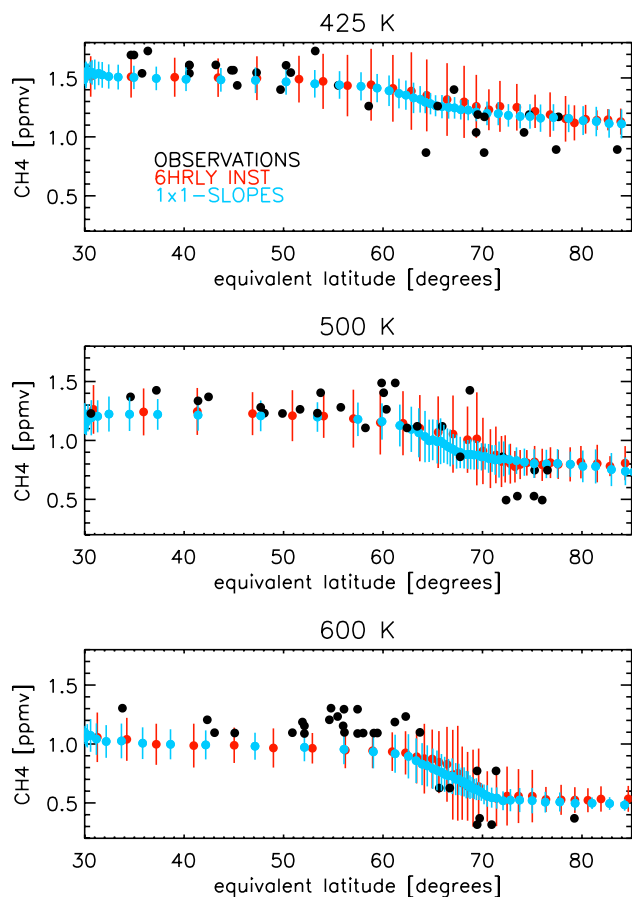 425 K
CH4 [ppmv]
1.5
1.0
0.5
OBSERVATIONS
6HRLY INST
1x1-SLOPES
30 40 50 60 70 80
equivalent latitude [degrees]
500 K
CH4 [ppmv]
1.5
1.0
0.5
30 40 50 60 70 80
equivalent latitude [degrees]
600 K
CH4 [ppmv]
1.5
1.0
0.5
30 40 50 60 70 80
equivalent latitude [degrees]